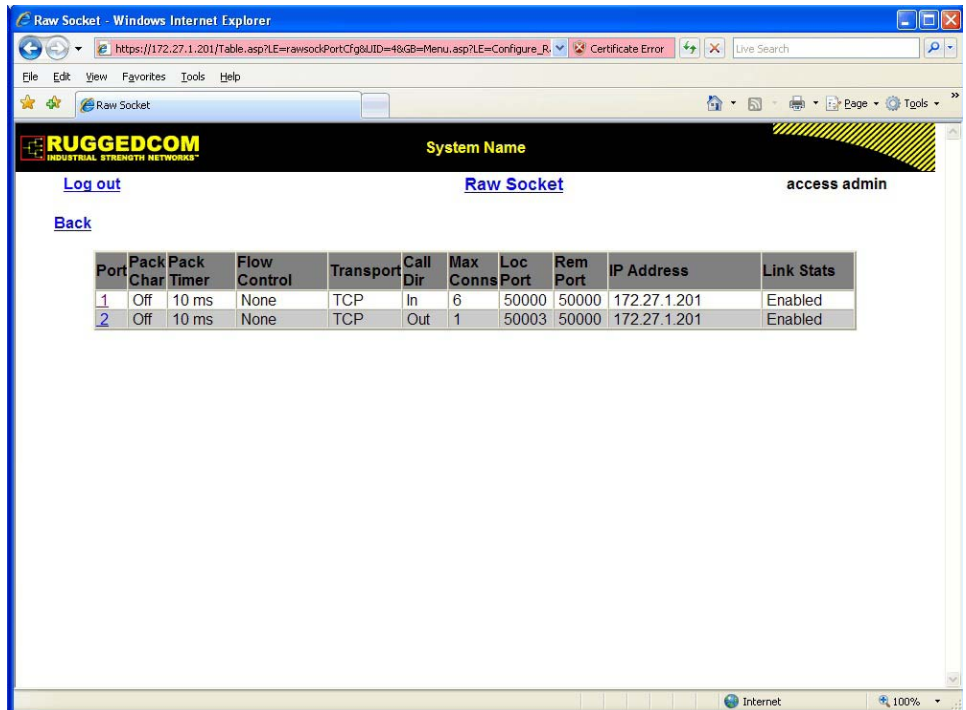 Raw Socket - Windows Internet Explorer
https://172.27.1.201/Table.asp?LE=rawsockPortCfg&UID=4&GB=Menu.asp?LE=Configure_R. Certificate Error Live Search
File Edit View Favorites Tools Help
Raw Socket Page Tools »
RUGGEDCOM
INDUSTRIAL STRENGTH NETWORKS™
System Name
Log out Raw Socket access admin
Back
Port Pack Char Pack Timer Flow Control Transport Call Dir Max Conns Loc Port Rem Port IP Address Link Stats
1 Off 10 ms None TCP In 6 50000 50000 172.27.1.201 Enabled
2 Off 10 ms None TCP Out 1 50003 50000 172.27.1.201 Enabled
Internet 100%